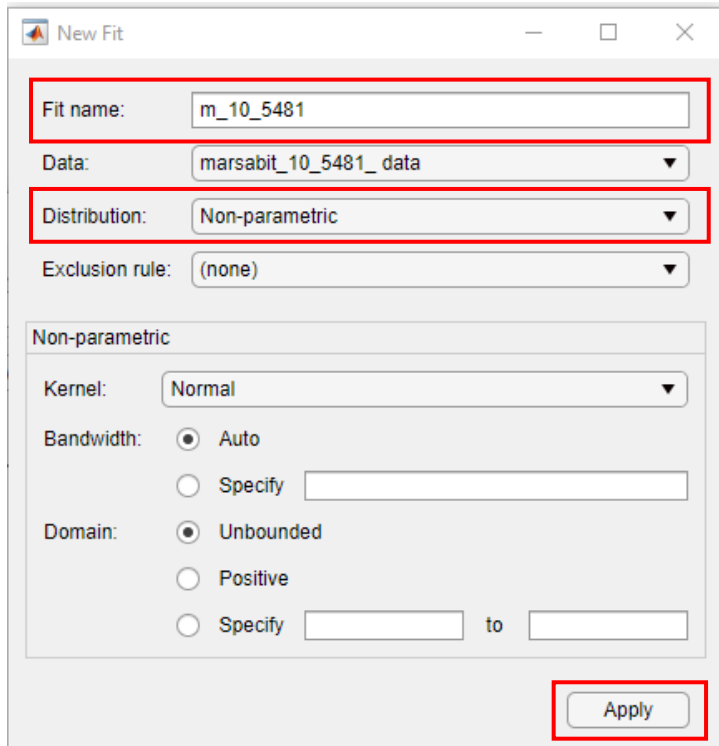 New Fit
Fit name: m_10_5481
Data: marsabit_10_5481_ data
Distribution: Non-parametric
Exclusion rule: (none)
Non-parametric
Kernel: Normal
Bandwidth: Auto
Specify
Domain: Unbounded
Positive
Specify to
Apply